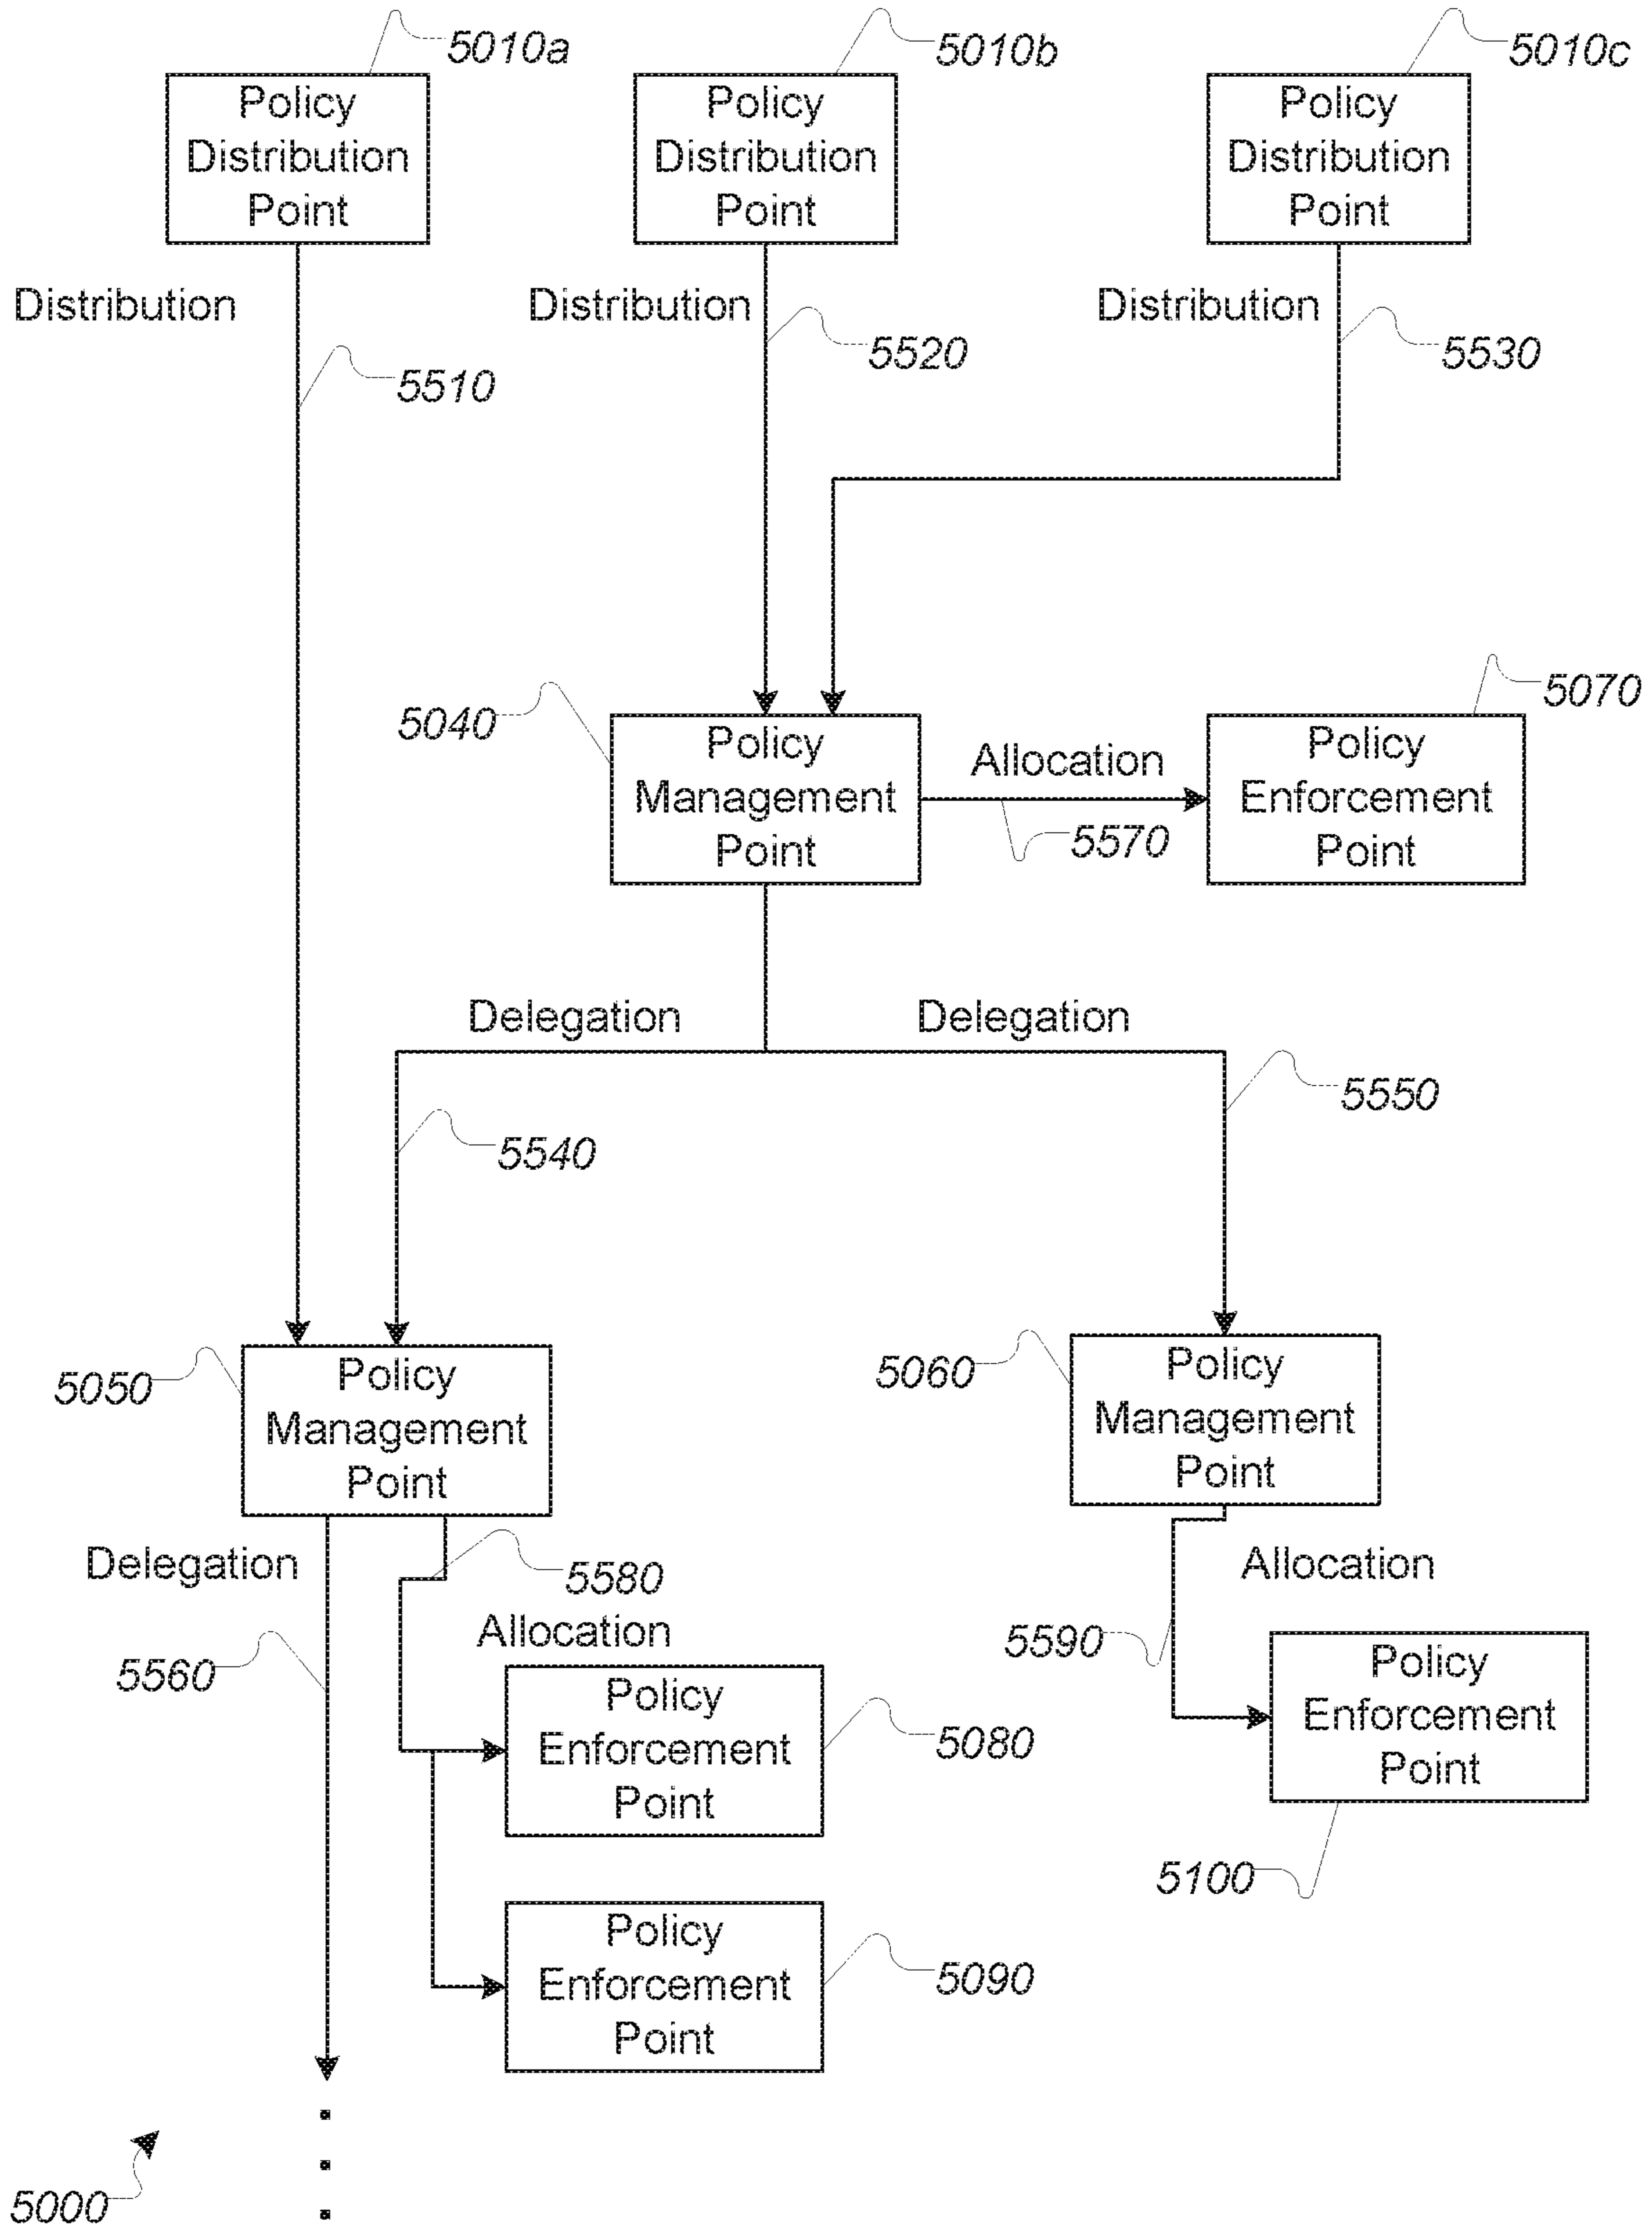 5010a
5010b
5010c
Policy
Distribution
Point
Policy
Distribution
Point
Policy
Distribution
Point
Distribution
Distribution
Distribution
5510
5520
5530
5040
Policy
Management
Point
Allocation
5570
5070
Policy
Enforcement
Point
Delegation
Delegation
5540
5550
5050
Policy
Management
Point
5060
Policy
Management
Point
Delegation
5580
Allocation
5560
Allocation
5590
Policy
Enforcement
Point
5080
Policy
Enforcement
Point
5100
Policy
Enforcement
Point
5090
5000